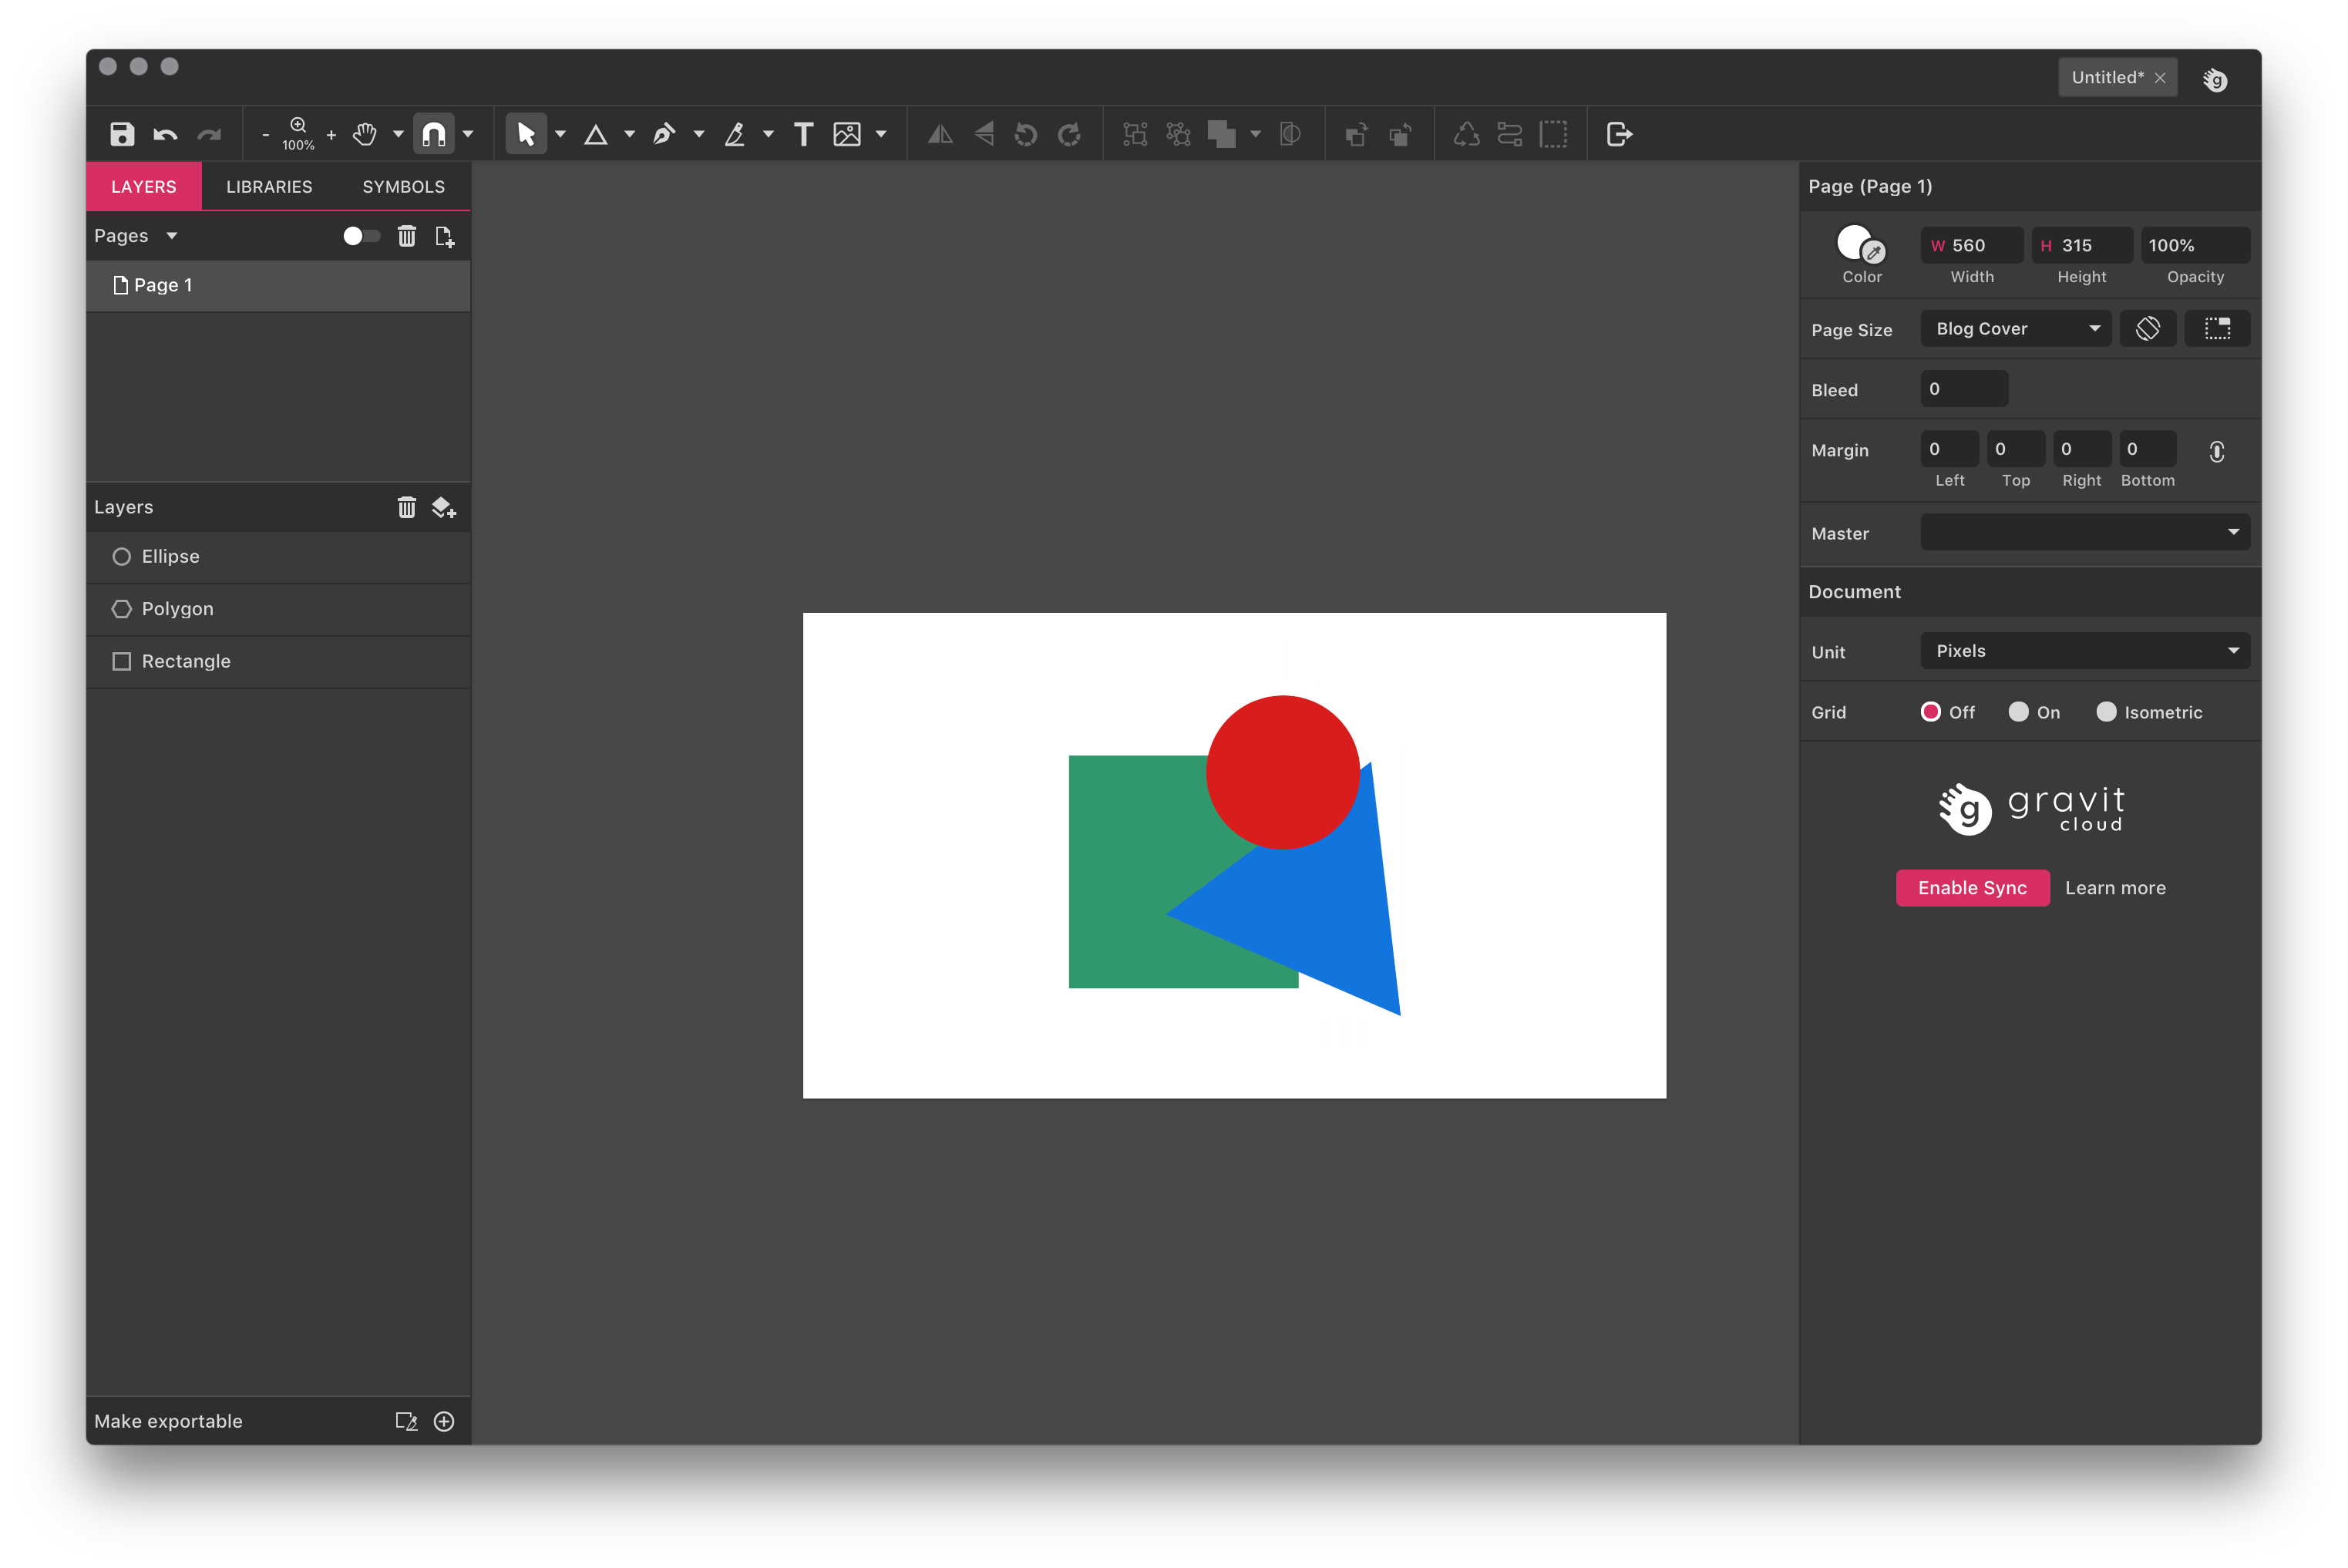 Untitled*
- 100% +
LAYERS LIBRARIES SYMBOLS
Pages
Page 1
Layers
Ellipse
Polygon
Rectangle
Make exportable
Page (Page 1)
W 560 H 315 100%
Color Width Height Opacity
Page Size Blog Cover
Bleed 0
Margin 0 0 0 0
Left Top Right Bottom
Master
Document
Unit Pixels
Grid Off On Isometric
g gravit
cloud
Enable Sync Learn more